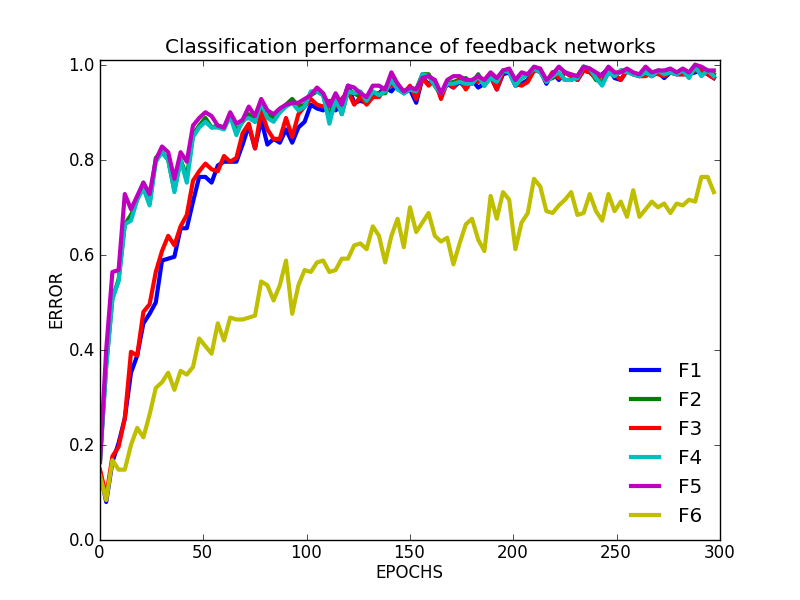 Classification performance of feedback networks
1.0
0.8
0.6
0.4
0.2
0.0
ERROR
F1
F2
F3
F4
F5
F6
0 50 100 150 200 250 300
EPOCHS